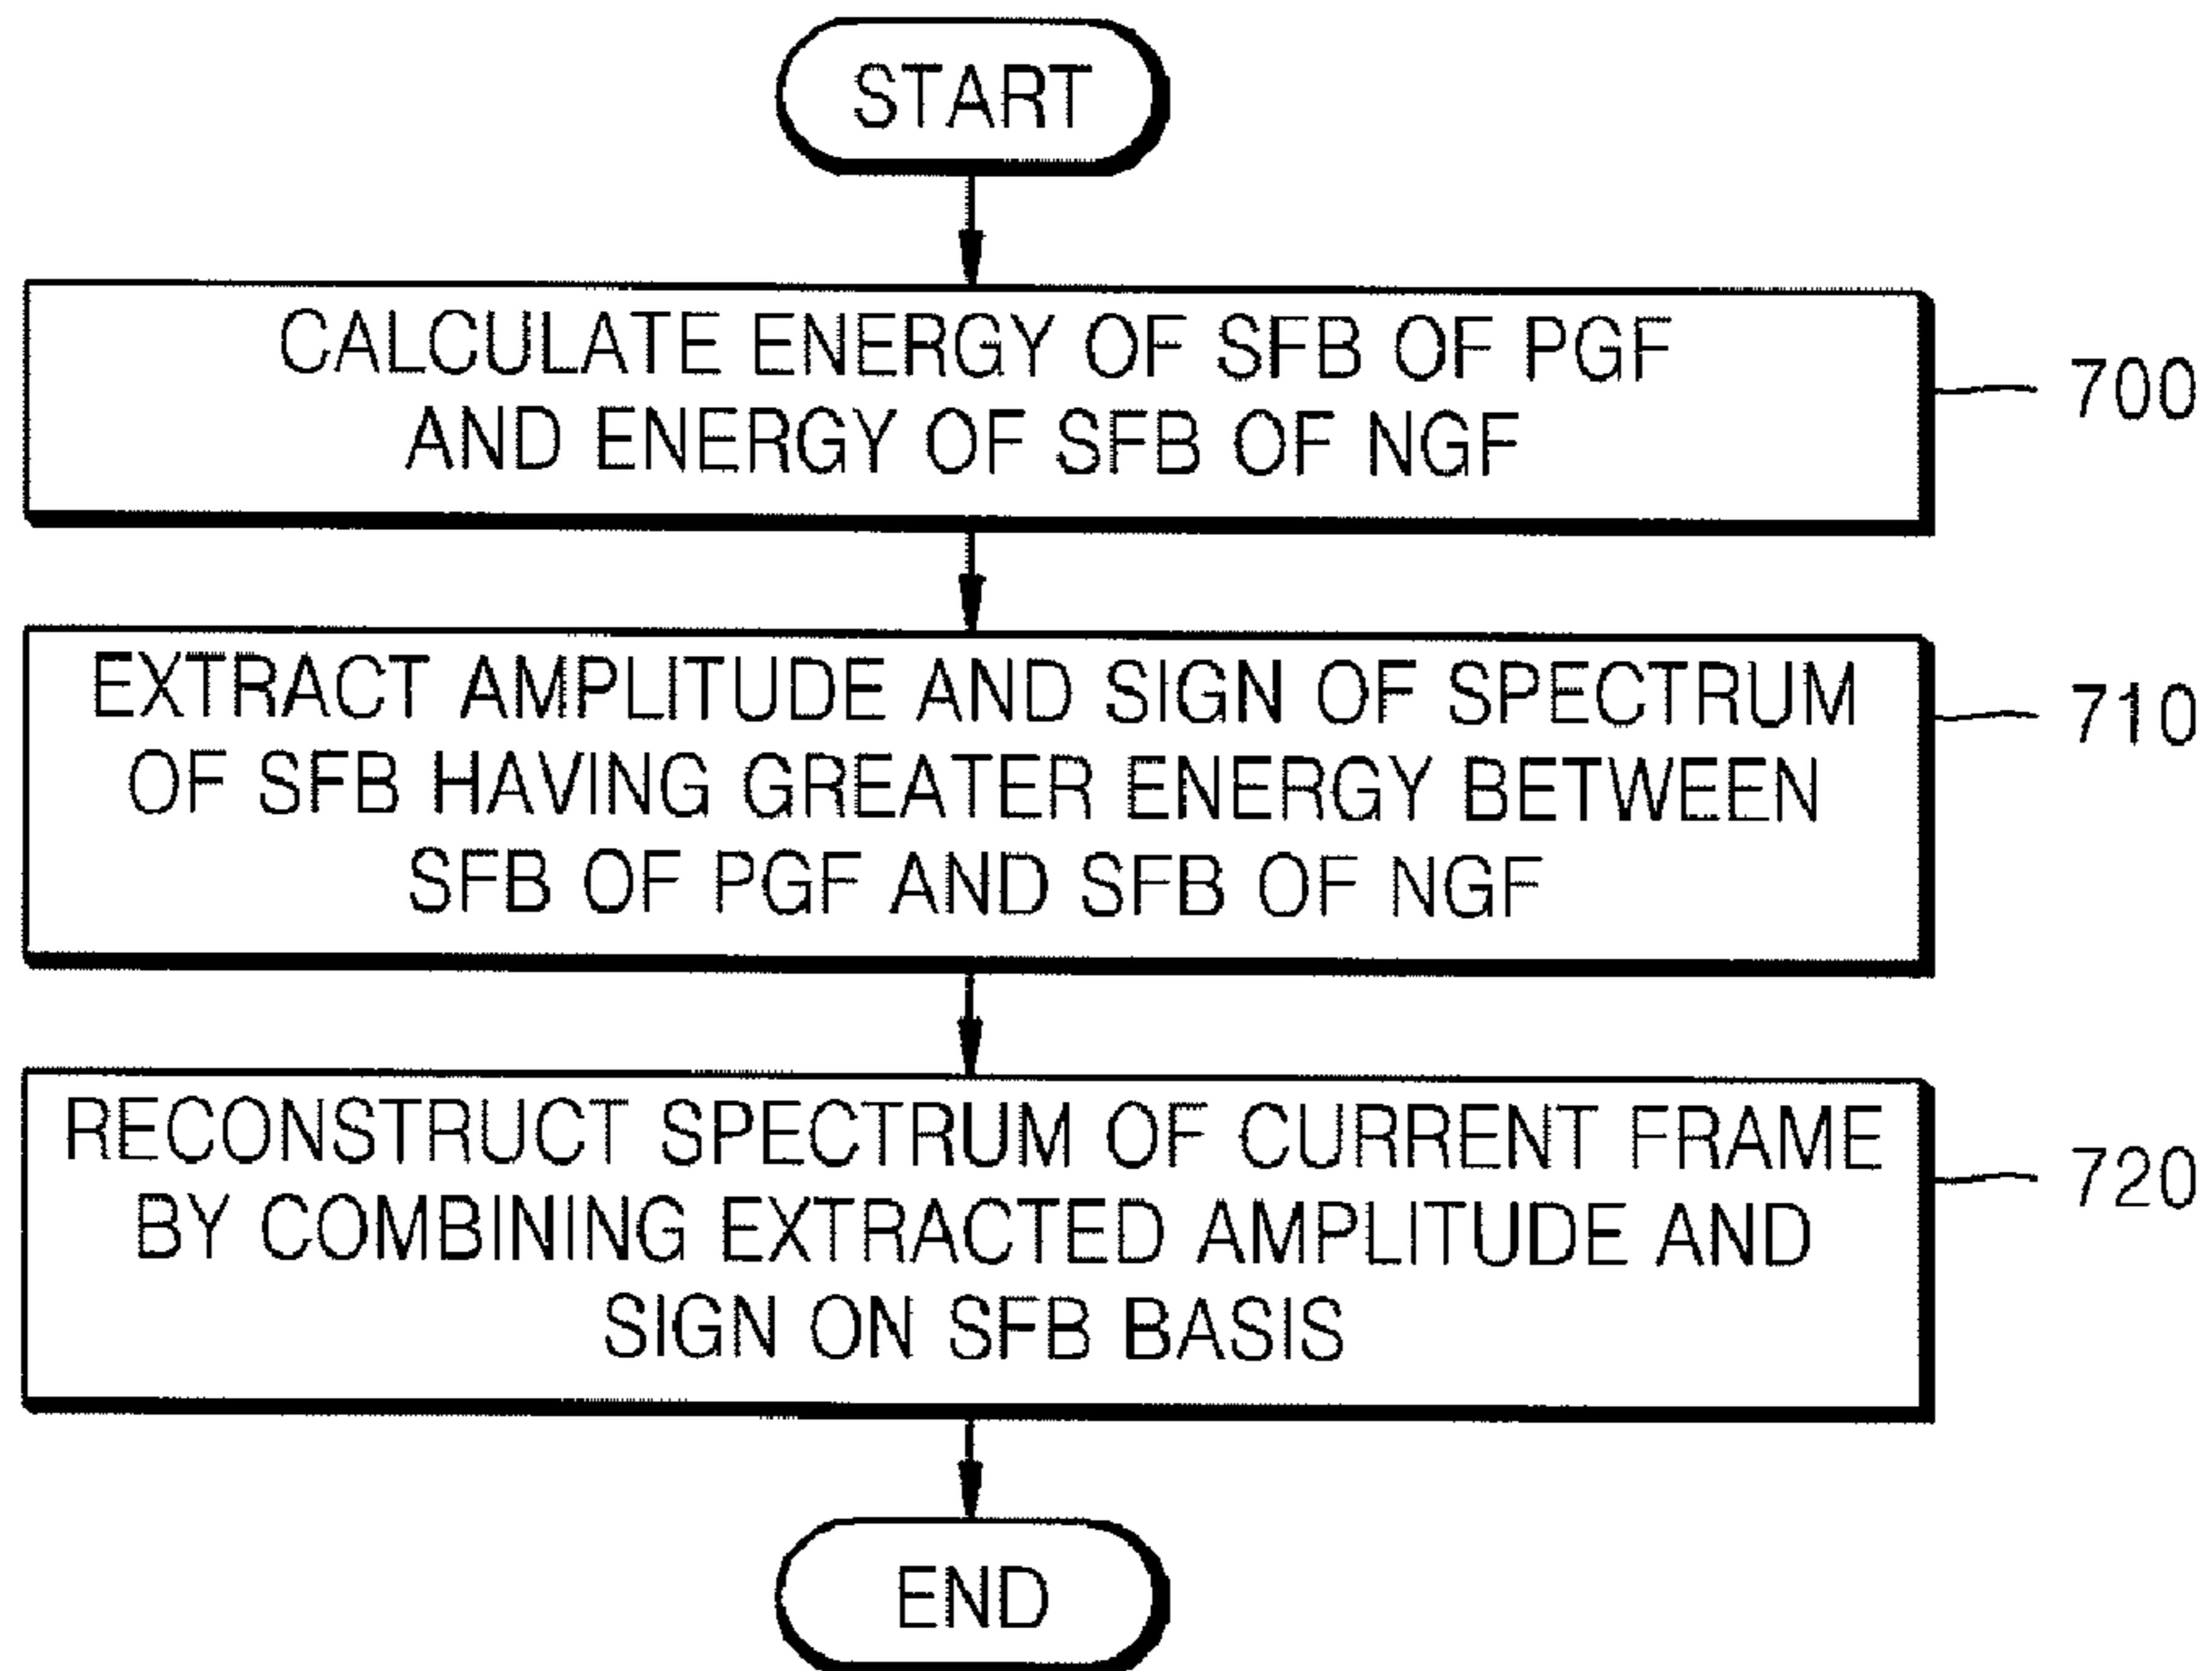 START
CALCULATE ENERGY OF SFB OF PGF
AND ENERGY OF SFB OF NGF
700
EXTRACT AMPLITUDE AND SIGN OF SPECTRUM
OF SFB HAVING GREATER ENERGY BETWEEN
SFB OF PGF AND SFB OF NGF
710
RECONSTRUCT SPECTRUM OF CURRENT FRAME
BY COMBINING EXTRACTED AMPLITUDE AND
SIGN ON SFB BASIS
720
END